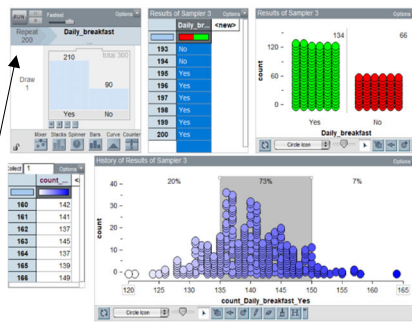 RUN
Fastest
Options
Repeat
200
Daily_breakfast
Draw
1
total 300
210
90
Yes
No
Mixer Stacks Spinner Bars Curve Counter
Results of Sampler 3
Options
Daily_br...
<new>
193 No
194 No
195 Yes
196 Yes
197 Yes
198 Yes
199 Yes
200 Yes
Results of Sampler 3
Options
134
66
count
120
80
40
0
Yes
No
Daily_breakfast
Circle Icon
Collect 1
Options
count_...
160 142
161 141
162 137
163 145
164 137
165 139
166 149
History of Results of Sampler 3
Options
20%
73%
7%
count
40
30
20
10
0
120 125 130 135 140 145 150 155 160 165
count_Daily_breakfast_Yes
Circle Icon